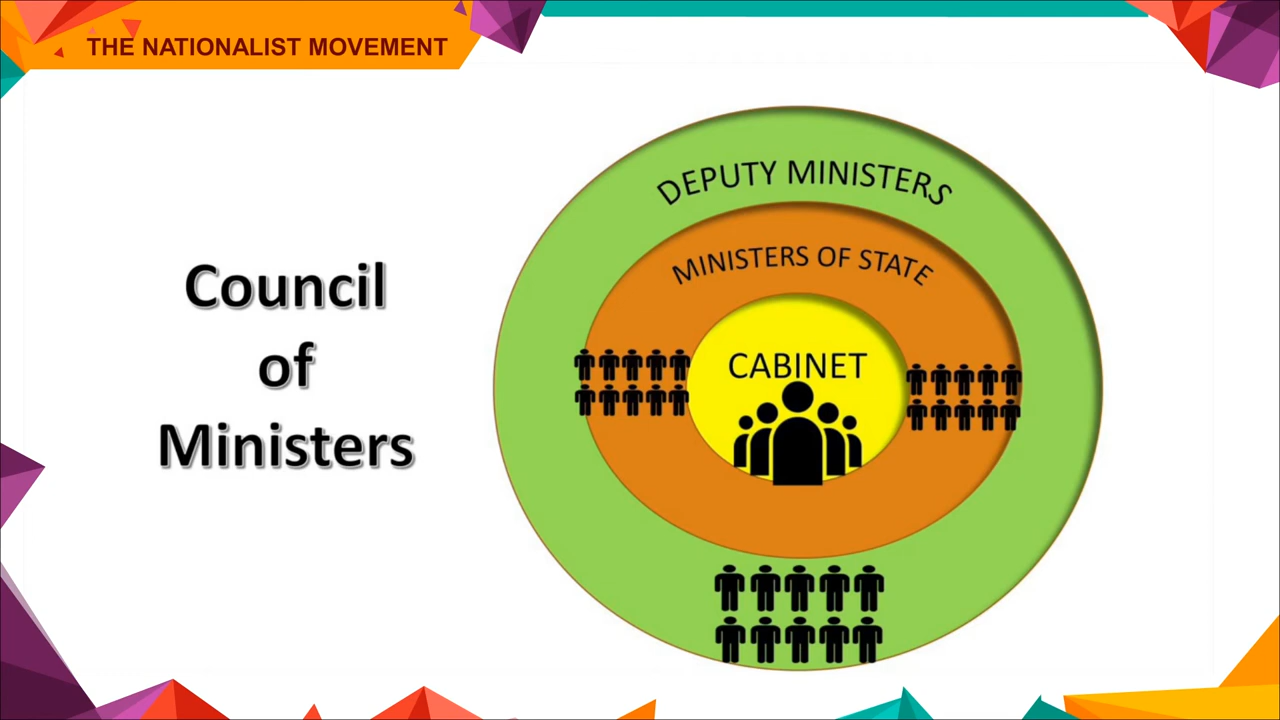 THE NATIONALIST MOVEMENT
Council
of
Ministers
DEPUTY MINISTERS
MINISTERS OF STATE
CABINET